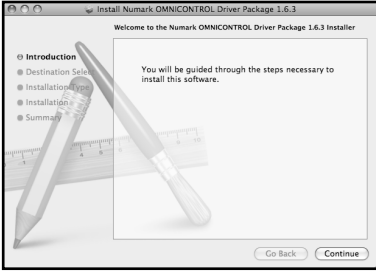 Install Numark OMNICONTROL Driver Package 1.6.3
Welcome to the Numark OMNICONTROL Driver Package 1.6.3 Installer
Introduction
Destination Select
Installation Type
Installation
Summary
You will be guided through the steps necessary to
install this software.
Go Back
Continue